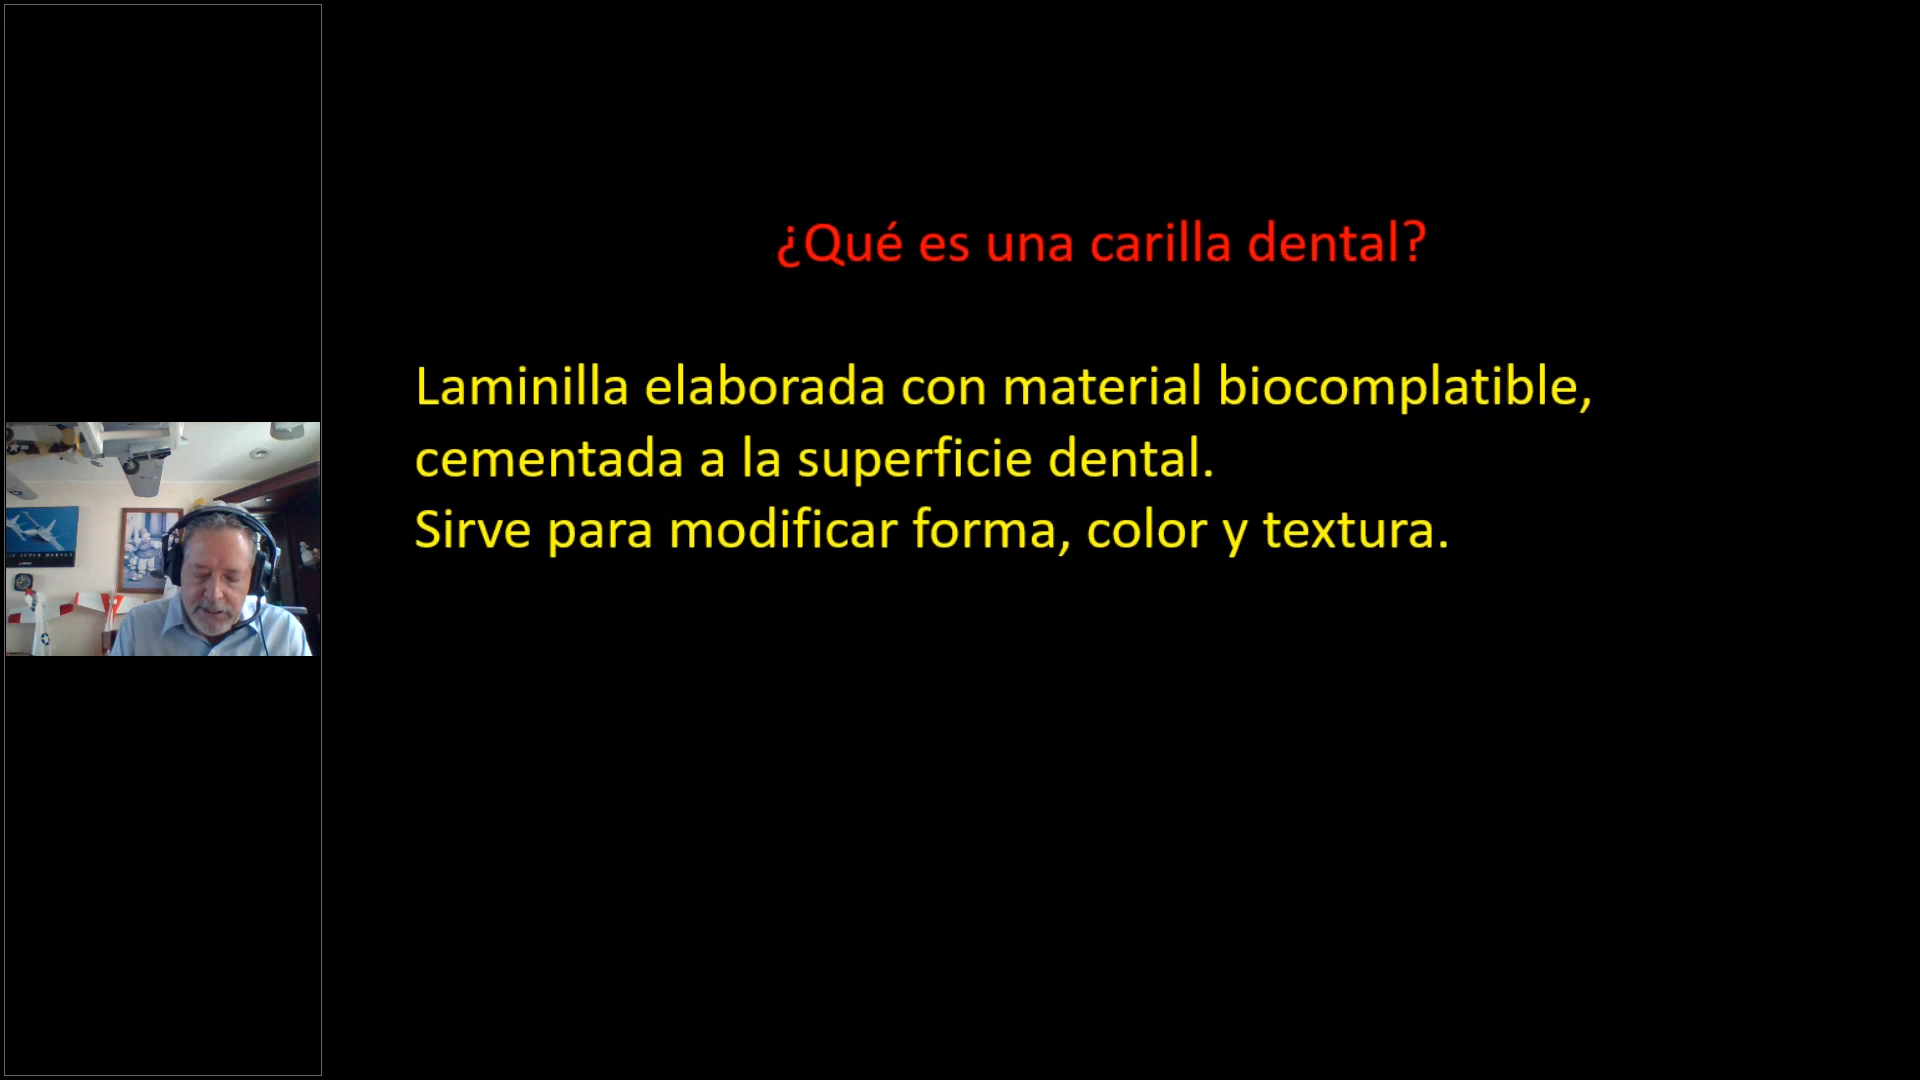 ¿Qué es una carilla dental?
Laminilla elaborada con material biocomplatible,
cementada a la superficie dental.
Sirve para modificar forma, color y textura.